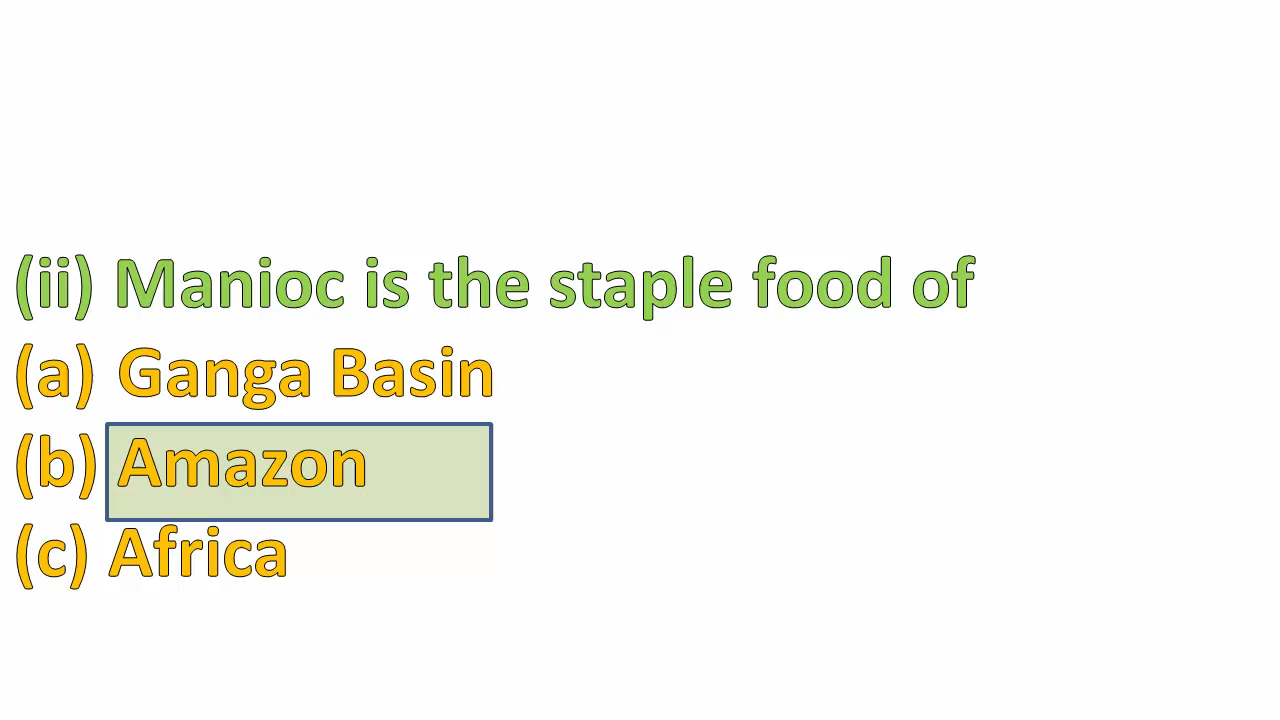 (ii) Manioc is the staple food of
(a) Ganga Basin
(b) Amazon
(c) Africa